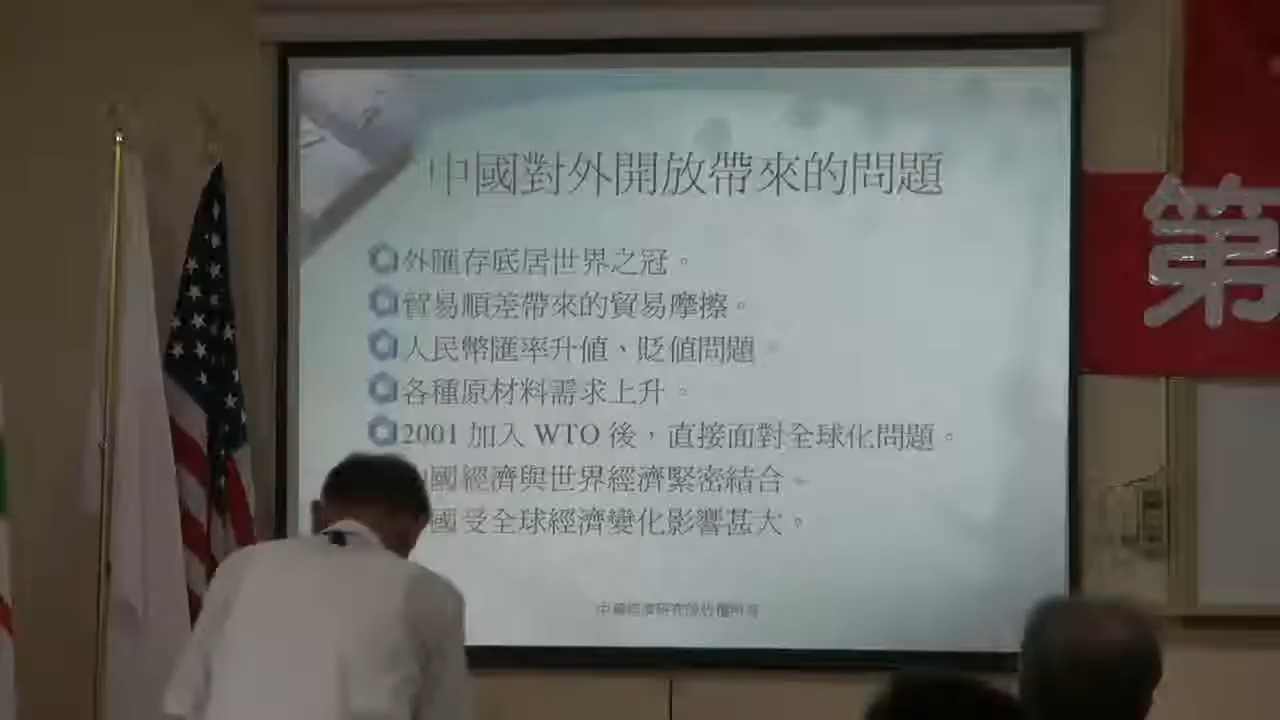 中國對外開放帶來的問題
外匯存底居世界之冠。
貿易順差帶來的貿易摩擦。
人民幣匯率升值、貶值問題。
各種原材料需求上升。
2001 加入 WTO 後，直接面對全球化問題。
國經濟與世界經濟緊密結合。
國受全球經濟變化影響甚大。
第